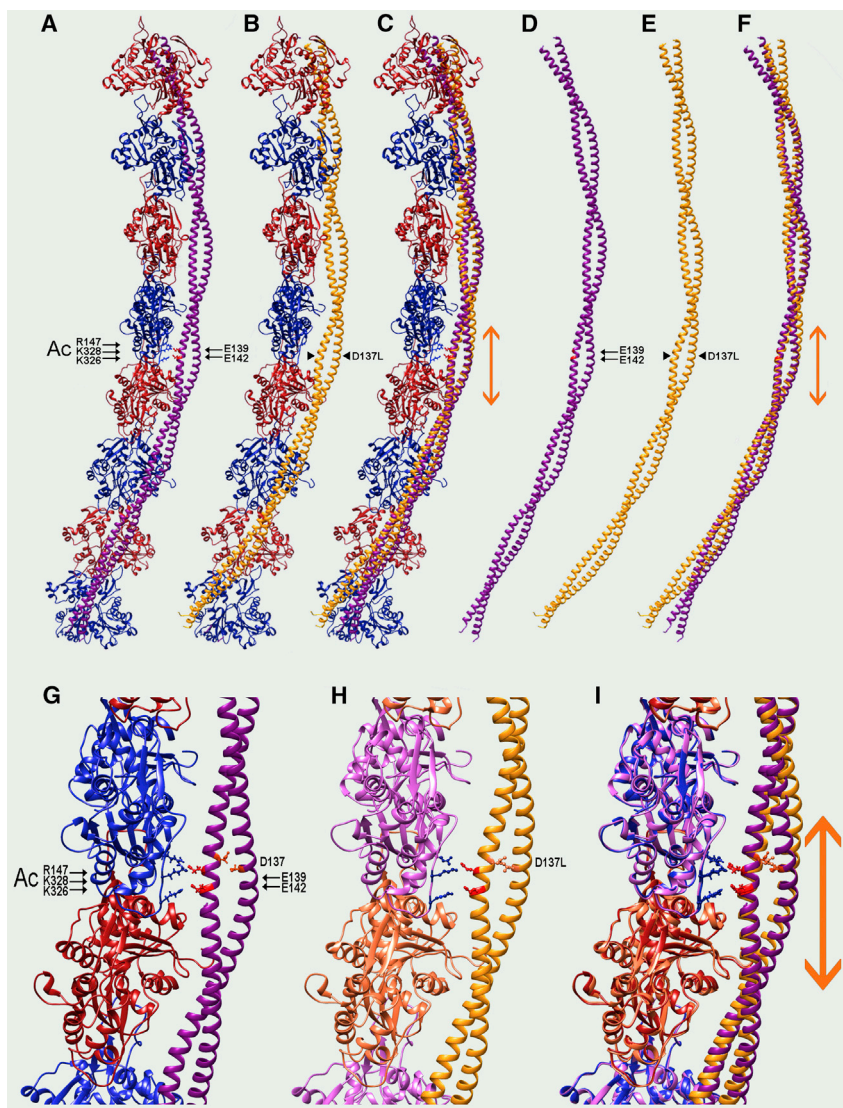 A B C D E F
Ac R147
K328
K326
E139
E142
D137L
E139
E142
D137L
G H I
Ac R147
K328
K326
D137
E139
E142
D137L